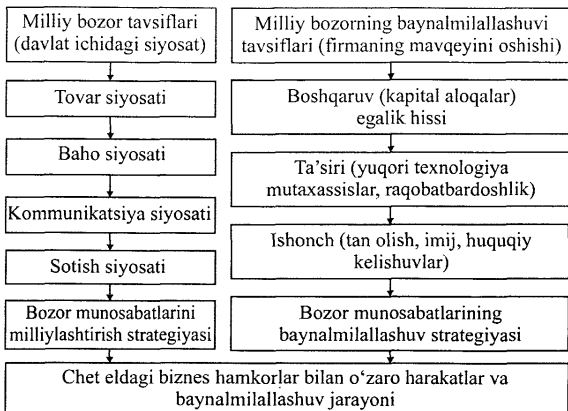 Milliy bozor tavsiflari
(davlat ichidagi siyosat)
Tovar siyosati
Baho siyosati
Kommunikatsiya siyosati
Sotish siyosati
Bozor munosabatlarini
milliylashtirish strategiyasi
Milliy bozorning baynalmilallashuvi
tavsiflari (firmaning mavqeyini oshishi)
Boshqaruv (kapital aloqalar)
egalik hissi
Ta'siri (yuqori texnologiya
mutaxassislar, raqobatbardoshlik)
Ishonch (tan olish, imij, huquqiy
kelishuvlar)
Bozor munosabatlarining
baynalmilallashuv strategiyasi
Chet eldagi biznes hamkorlar bilan o‘zaro harakatlar va
baynalmilallashuv jarayoni